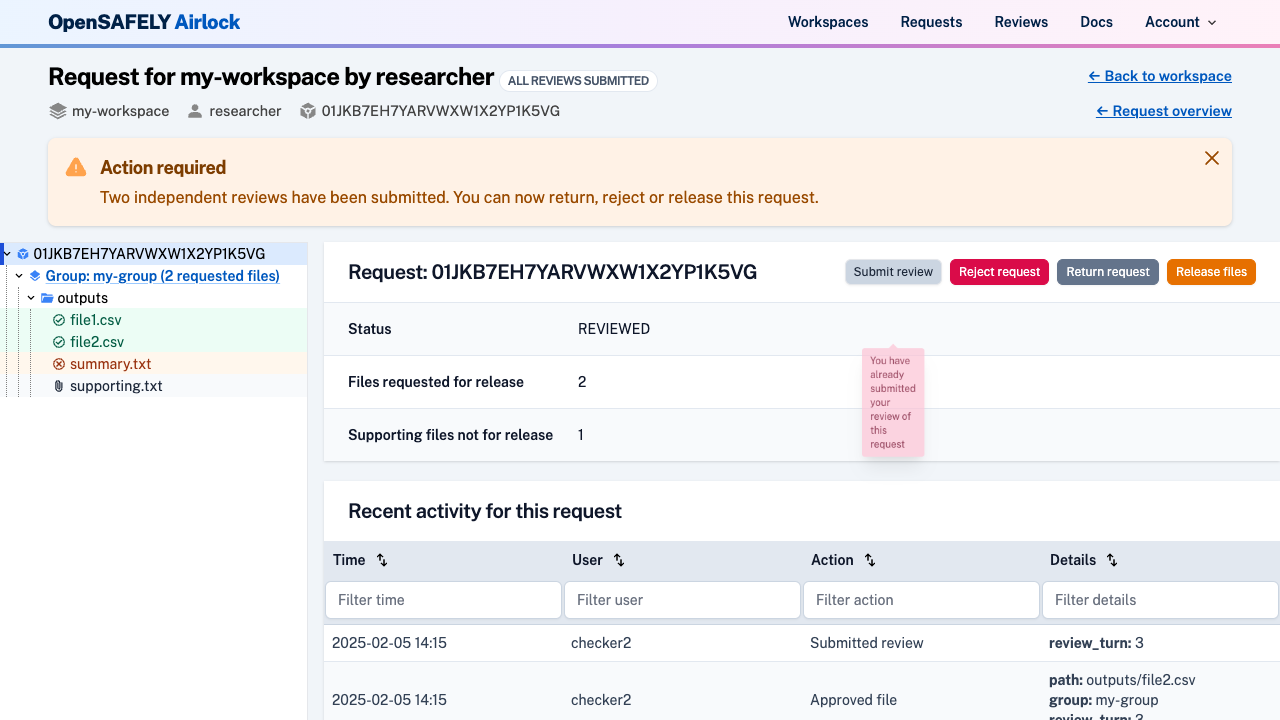 OpenSAFELY Airlock
Workspaces Requests Reviews Docs Account
Request for my-workspace by researcher ALL REVIEWS SUBMITTED
← Back to workspace
my-workspace researcher 01JKB7EH7YARVWXW1X2YP1K5VG
← Request overview
Action required
Two independent reviews have been submitted. You can now return, reject or release this request.
01JKB7EH7YARVWXW1X2YP1K5VG
Group: my-group (2 requested files)
outputs
file1.csv
file2.csv
summary.txt
supporting.txt
Request: 01JKB7EH7YARVWXW1X2YP1K5VG
Submit review Reject request Return request Release files
Status REVIEWED
Files requested for release 2
Supporting files not for release 1
You have
already
submitted
your
review of
this
request
Recent activity for this request
Time User Action Details
Filter time Filter user Filter action Filter details
2025-02-05 14:15 checker2 Submitted review review_turn: 3
path: outputs/file2.csv
2025-02-05 14:15 checker2 Approved file group: my-group
review_turn: 3